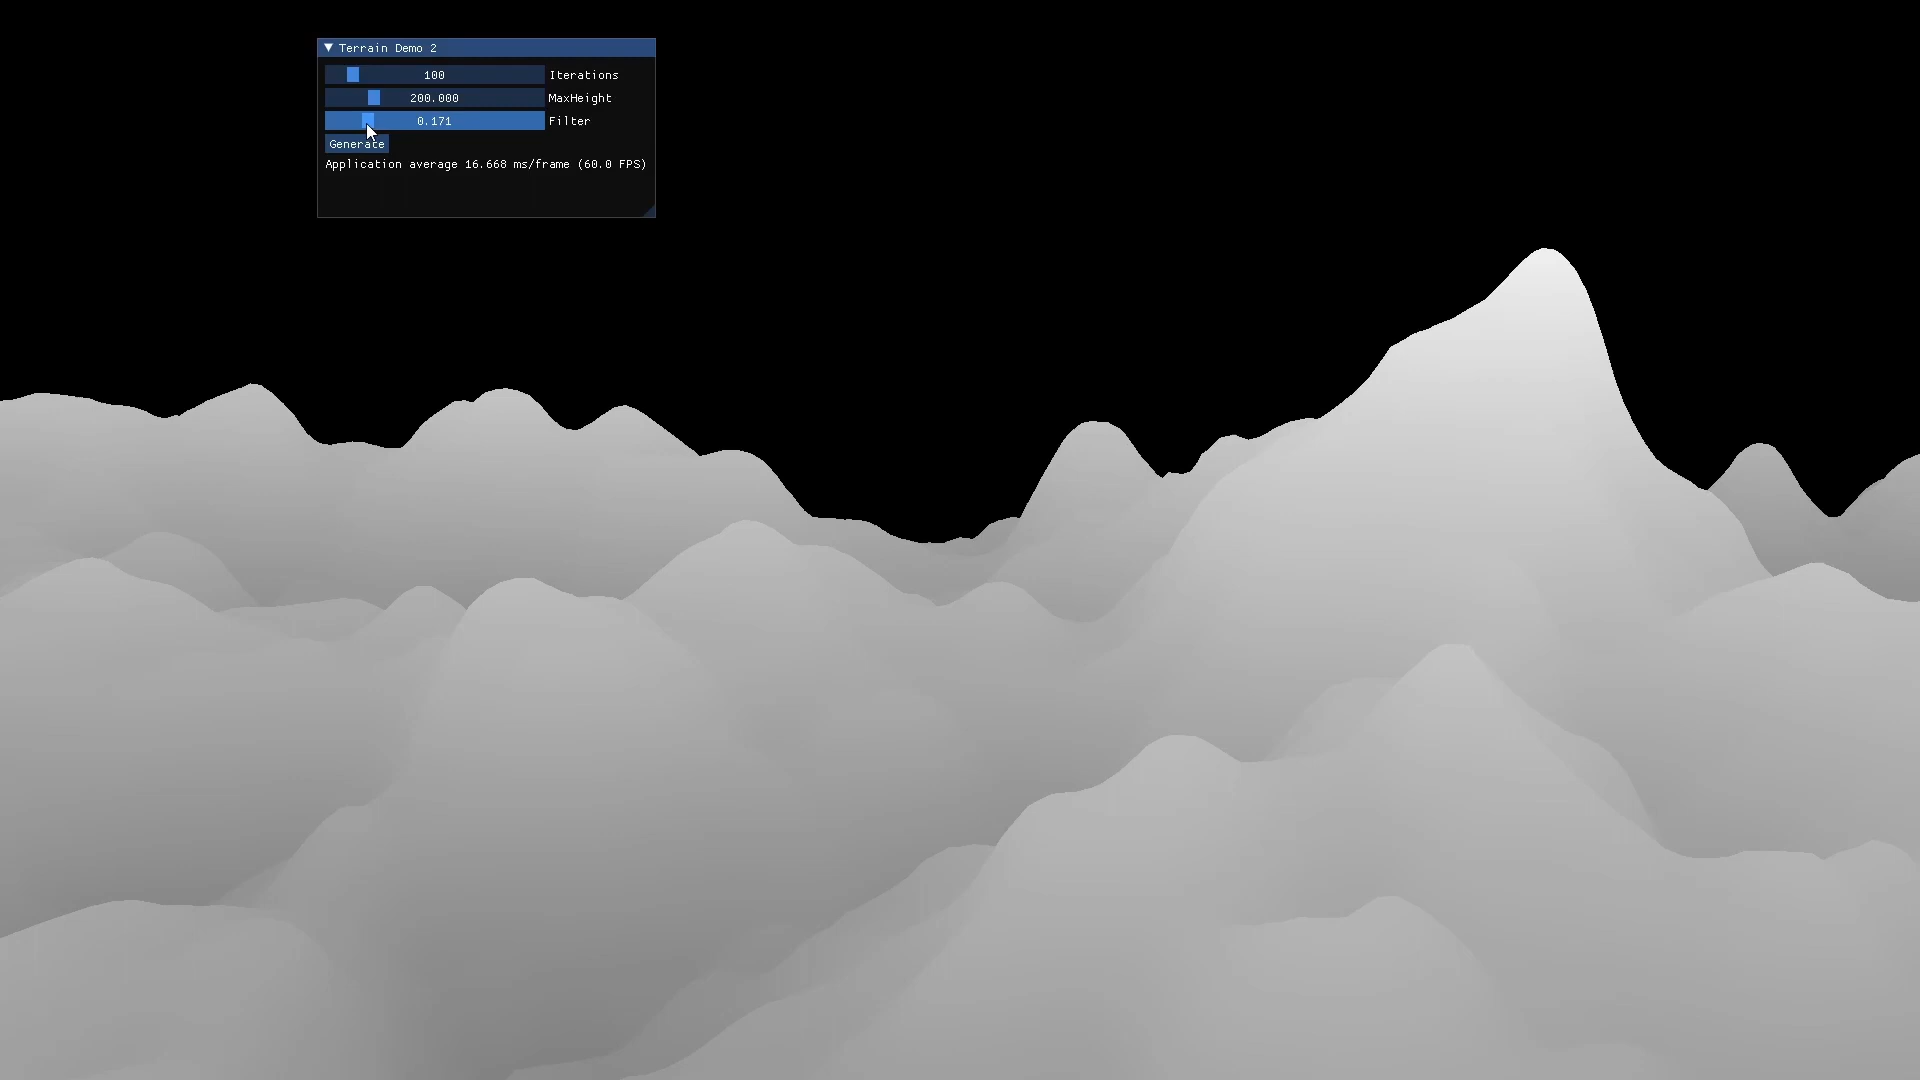 Terrain Demo 2
100 Iterations
200.000 MaxHeight
0.171 Filter
Generate
Application average 16.668 ms/frame (60.0 FPS)